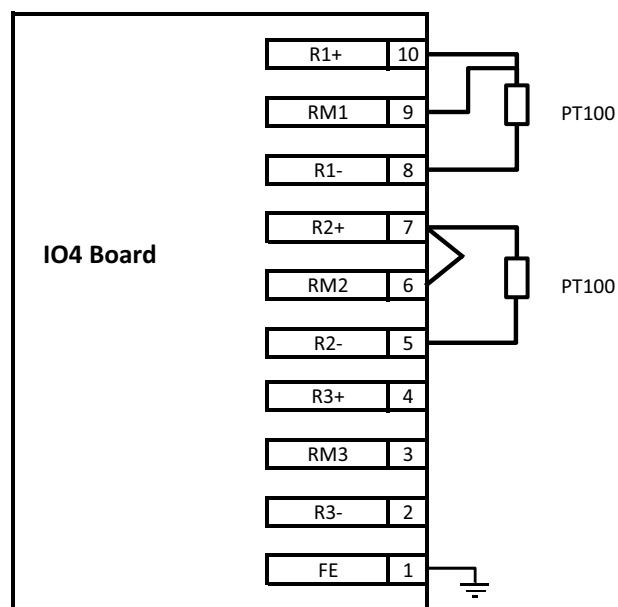 R1+ 10
RM1 9
PT100
R1- 8
R2+ 7
IO4 Board
RM2 6
PT100
R2- 5
R3+ 4
RM3 3
R3- 2
FE 1